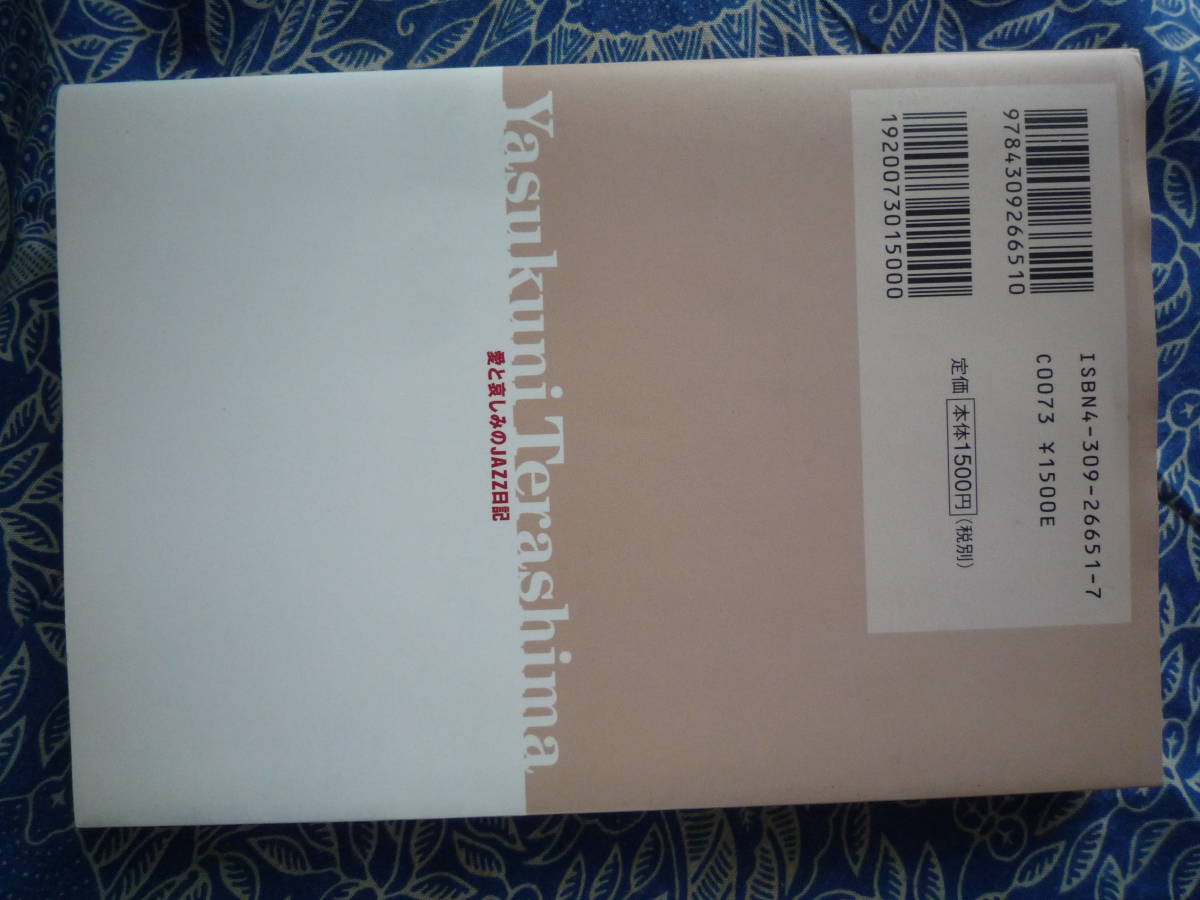 9784309266510
1920073015000
ISBN4-309-26651-7
C0073 ¥1500E
定価 本体1500円 (税別)
Yasukuni Terashima
愛と哀しみのJAZZ日記